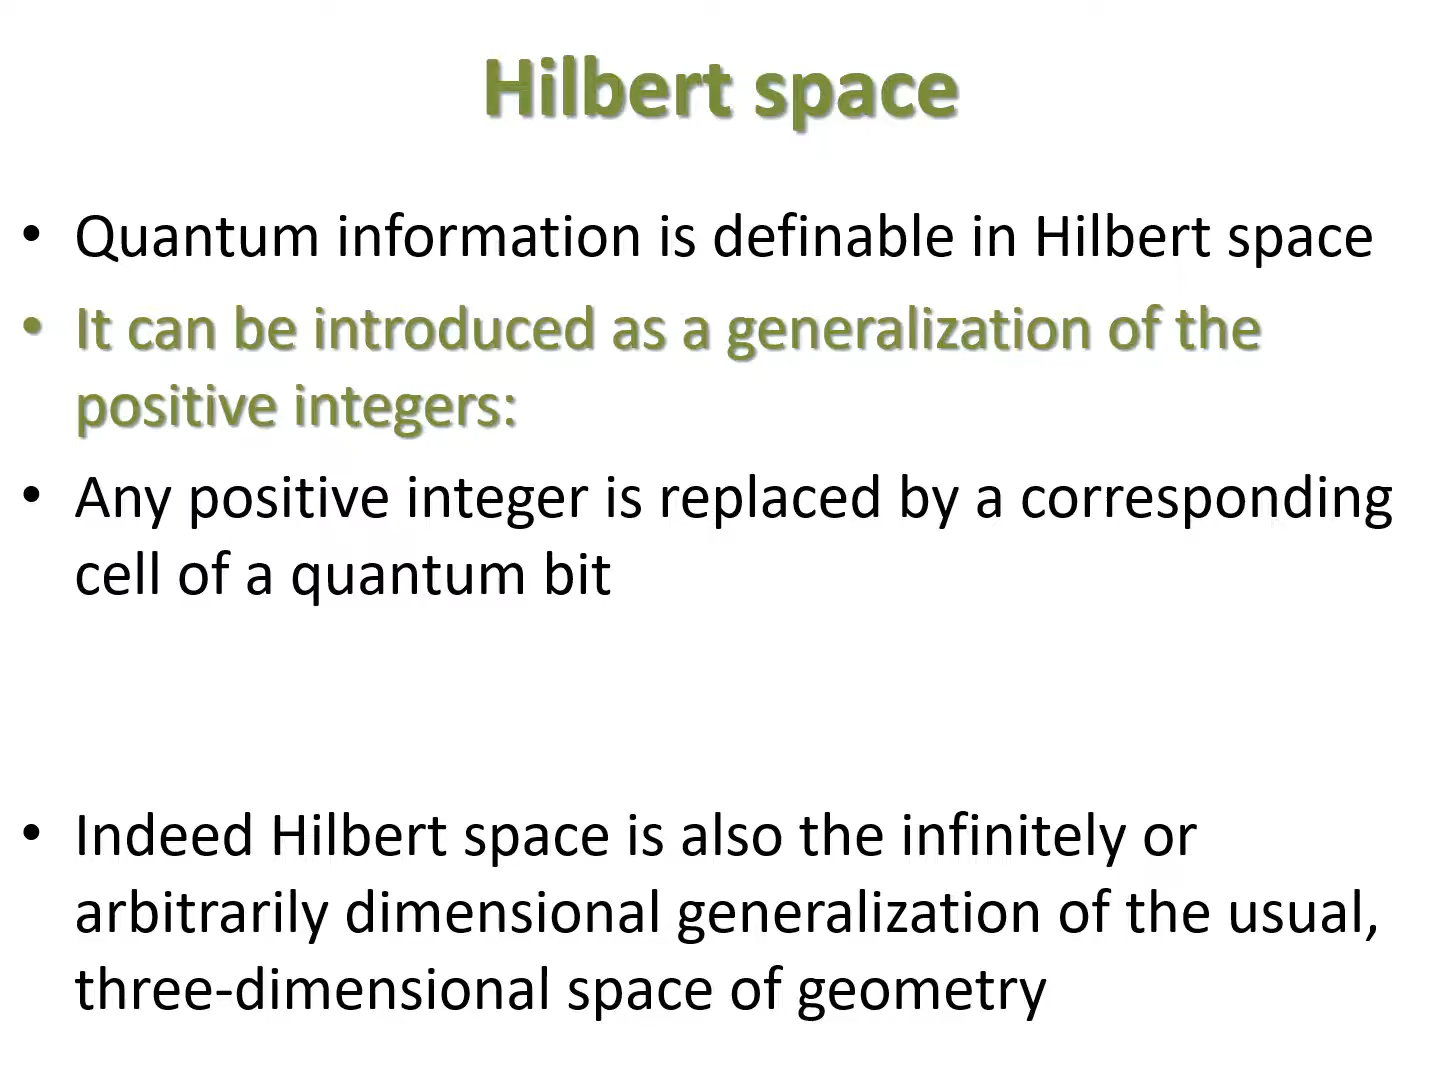 Hilbert space
• Quantum information is definable in Hilbert space
• It can be introduced as a generalization of the
positive integers:
• Any positive integer is replaced by a corresponding
cell of a quantum bit
• Indeed Hilbert space is also the infinitely or
arbitrarily dimensional generalization of the usual,
three-dimensional space of geometry